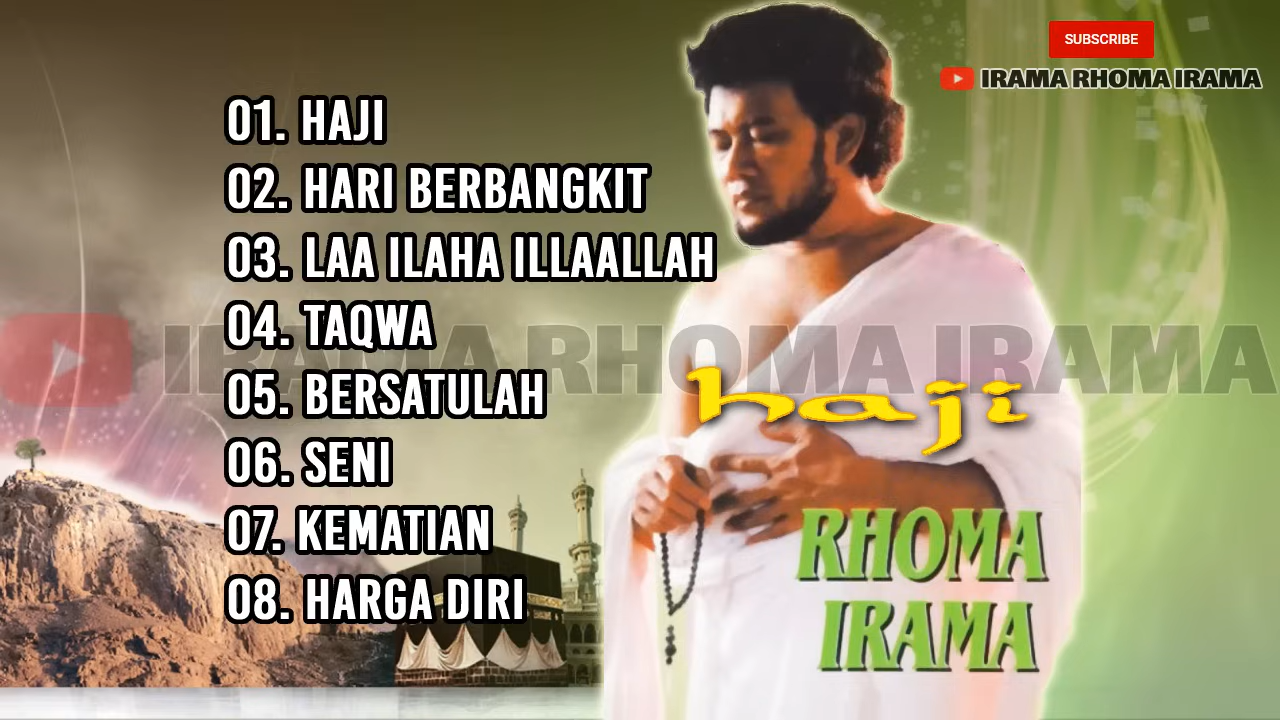 SUBSCRIBE
IRAMA RHOMA IRAMA
01. HAJI
02. HARI BERBANGKIT
03. LAA ILAHA ILLAALLAH
04. TAQWA
05. BERSATULAH
06. SENI
07. KEMATIAN
08. HARGA DIRI
IRAMA RHOMA IRAMA
haji
RHOMA
IRAMA